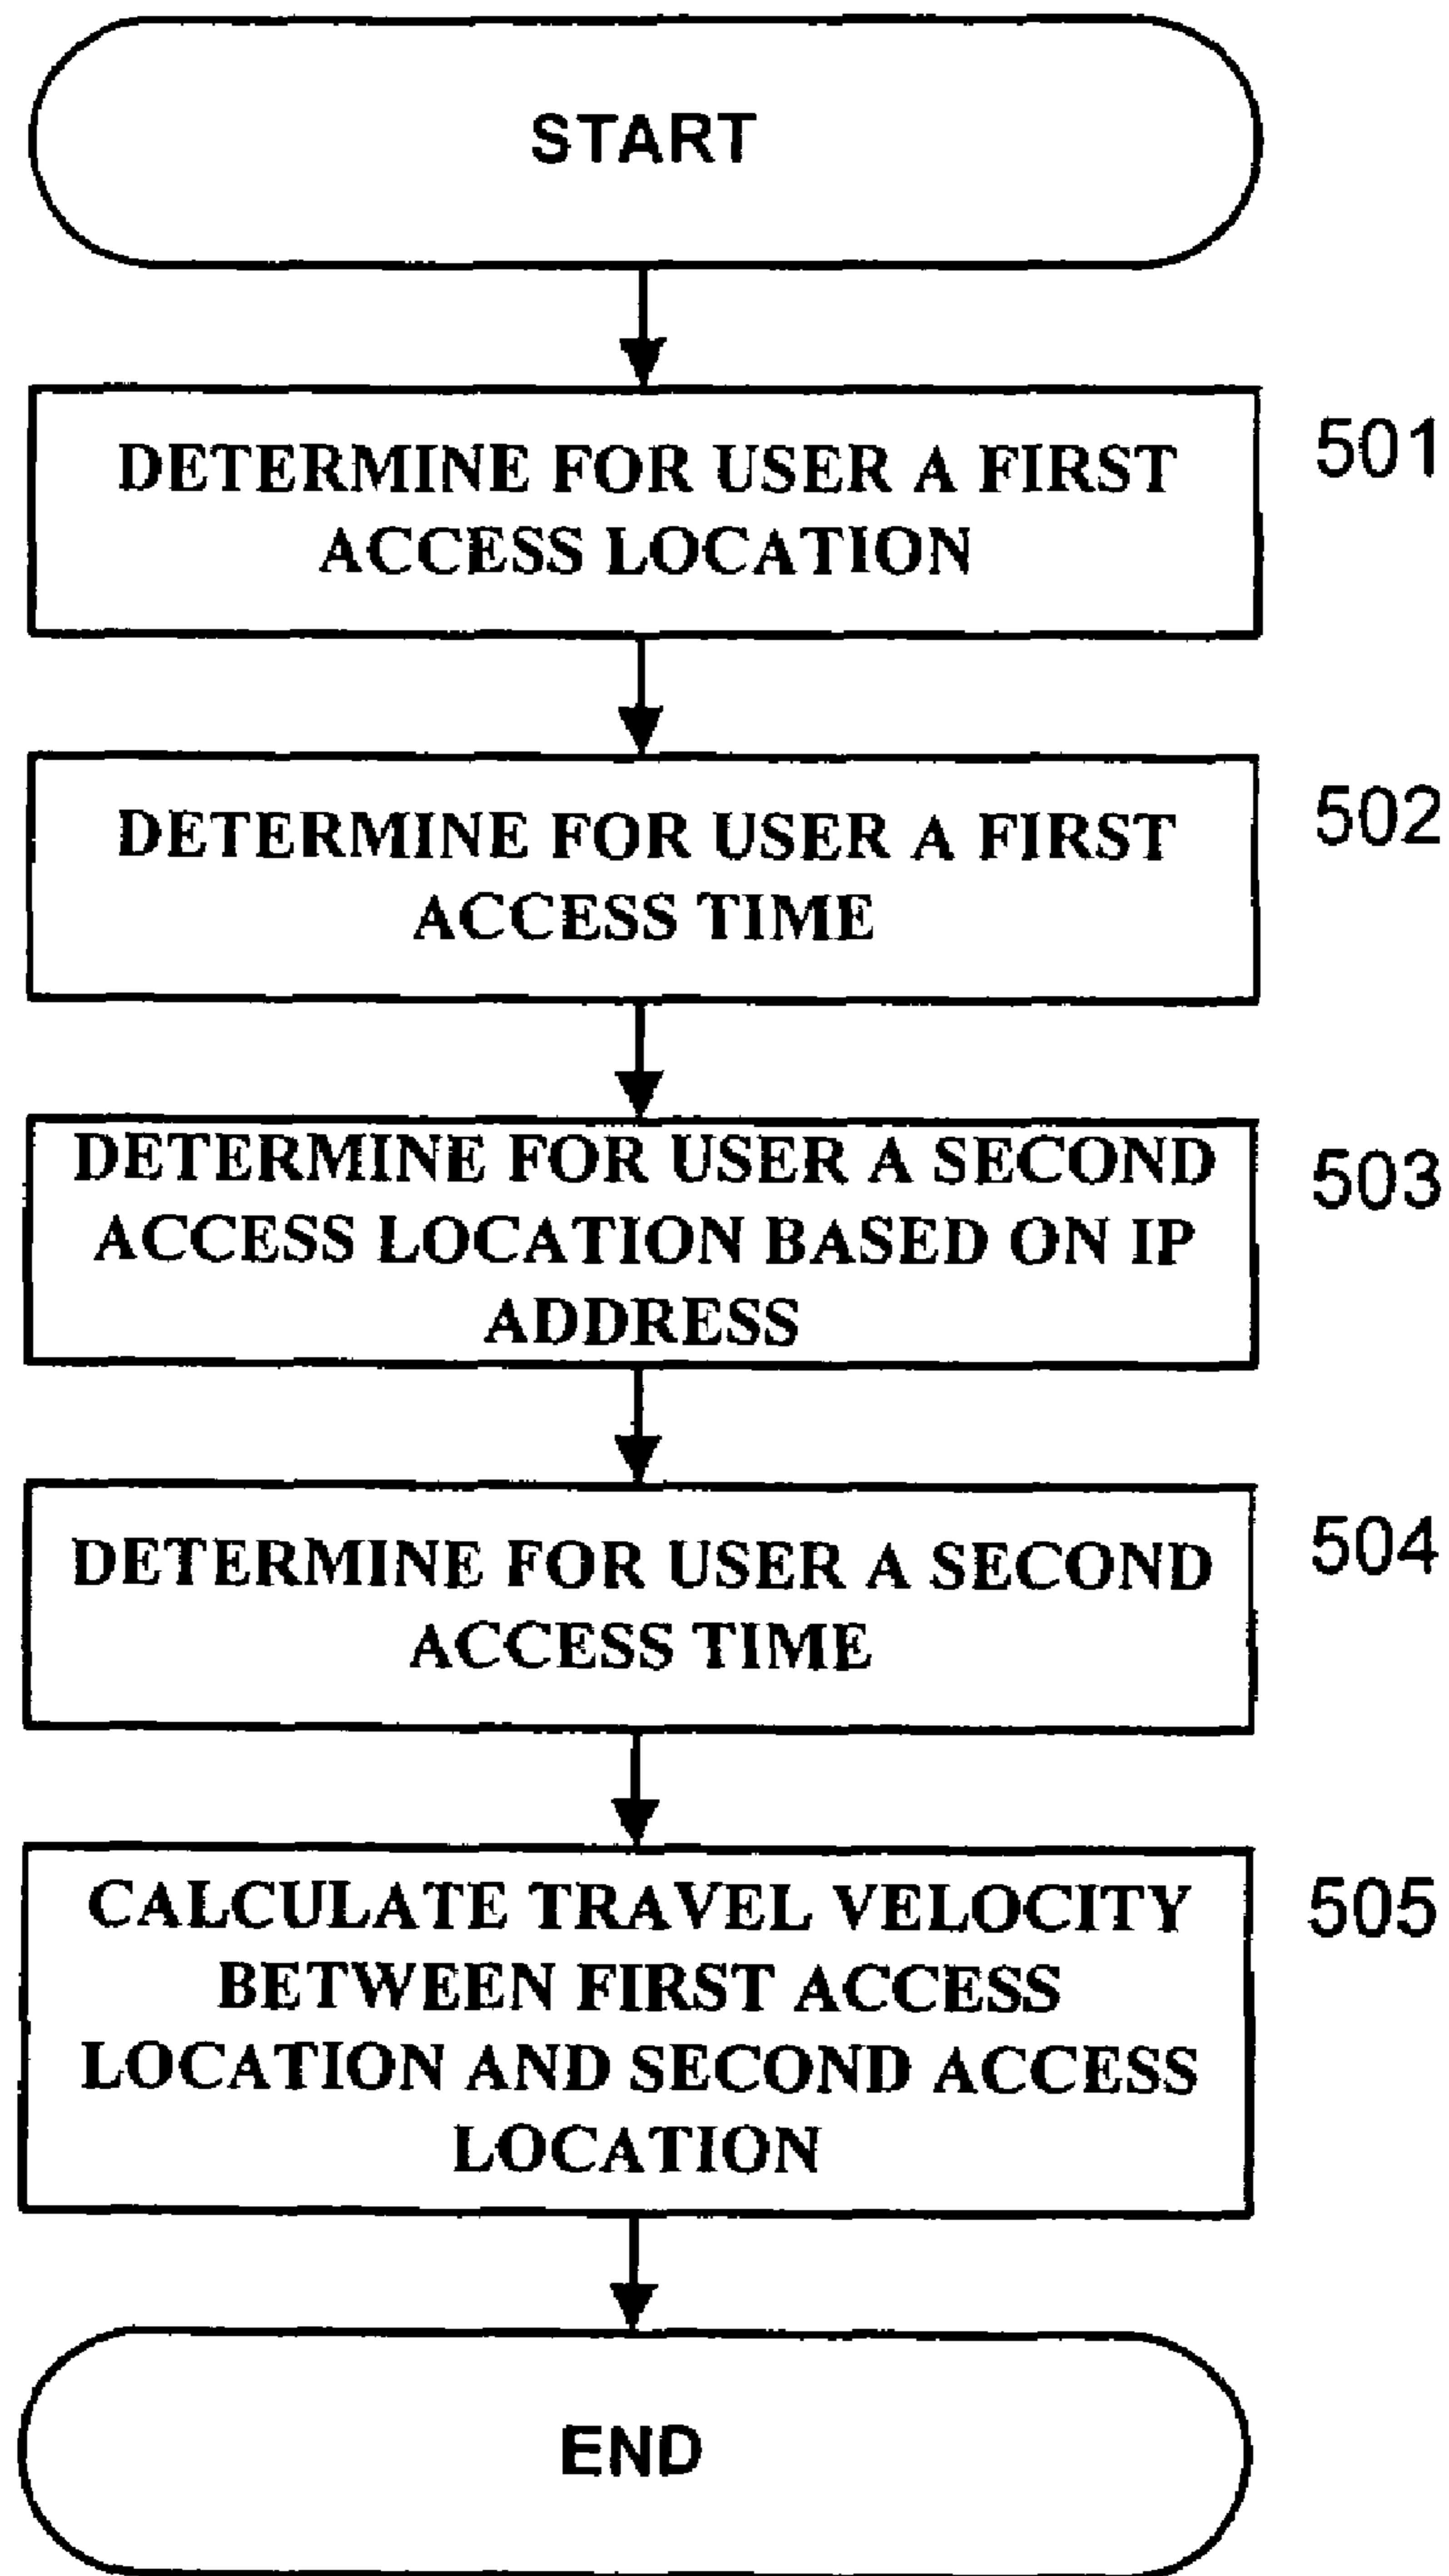 START
DETERMINE FOR USER A FIRST
ACCESS LOCATION
501
DETERMINE FOR USER A FIRST
ACCESS TIME
502
DETERMINE FOR USER A SECOND
ACCESS LOCATION BASED ON IP
ADDRESS
503
DETERMINE FOR USER A SECOND
ACCESS TIME
504
CALCULATE TRAVEL VELOCITY
BETWEEN FIRST ACCESS
LOCATION AND SECOND ACCESS
LOCATION
505
END